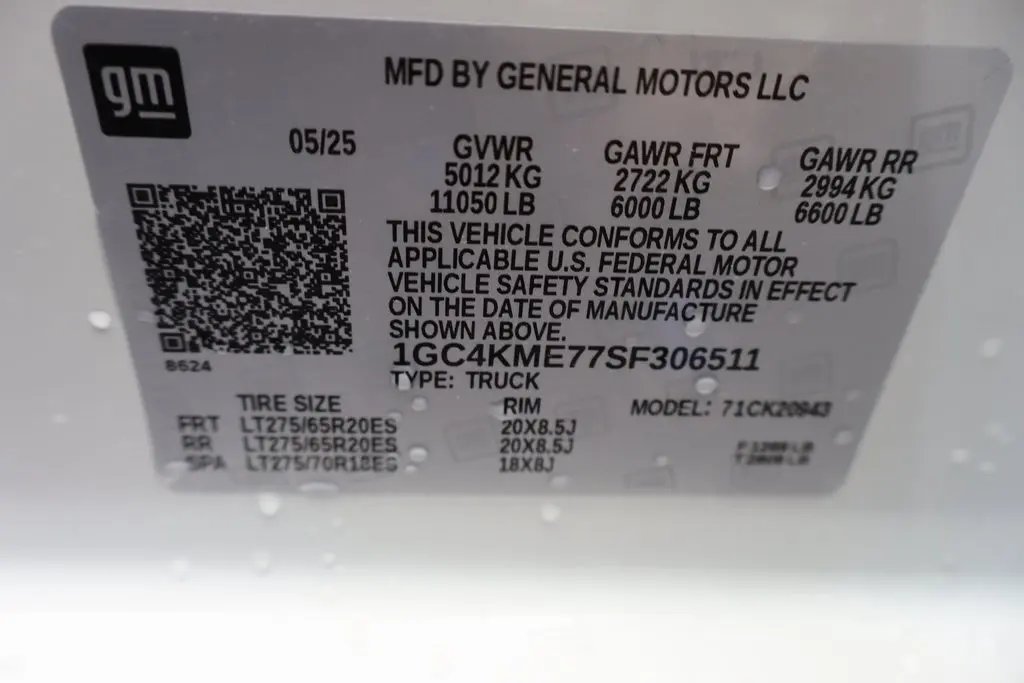 gm
MFD BY GENERAL MOTORS LLC
05/25
GVWR GAWR FRT GAWR RR
5012 KG 2722 KG 2994 KG
11050 LB 6000 LB 6600 LB
THIS VEHICLE CONFORMS TO ALL
APPLICABLE U.S. FEDERAL MOTOR
VEHICLE SAFETY STANDARDS IN EFFECT
ON THE DATE OF MANUFACTURE
SHOWN ABOVE.
1GC4KME77SF306511
8624
TYPE: TRUCK
TIRE SIZE RIM MODEL:
FRT LT275/65R20ES 20X8.5J
RR LT275/65R20ES 20X8.5J
SPA LT275/70R18ES 18X8J